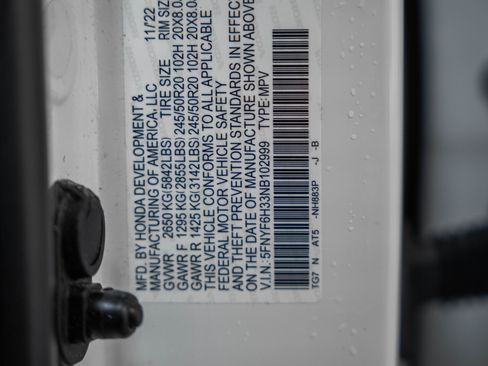 MFD. BY HONDA DEVELOPMENT & 11/22
MANUFACTURING OF AMERICA, LLC
GVWR 2650 KG(5842LBS) TIRE SIZE RIM SIZ
GAWR F 1295 KG(2855LBS) 245/50R20 102H 20X8.0
GAWR R 1425 KG(3142LBS) 245/50R20 102H 20X8.0
THIS VEHICLE CONFORMS TO ALL APPLICABLE
FEDERAL MOTOR VEHICLE SAFETY
AND THEFT PREVENTION STANDARDS IN EFFECT
ON THE DATE OF MANUFACTURE SHOWN ABOVE
V.I.N.: 5FNYF6H33NB102999 TYPE: MPV
TG7 N AT5 -NH883P -J -B